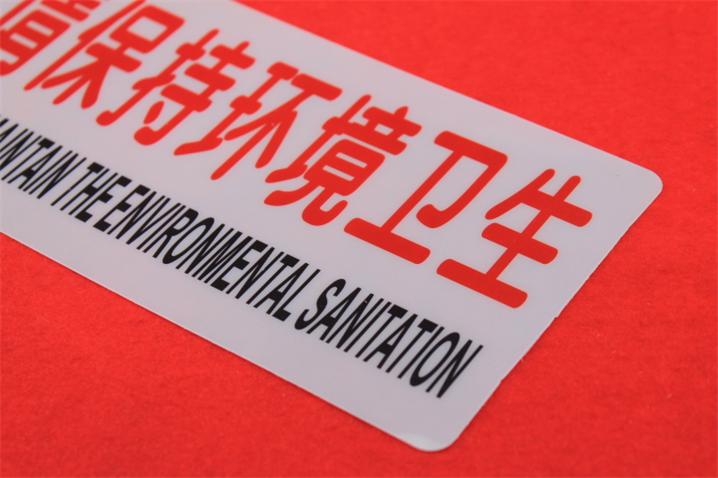 保持环境卫生
THE ENVIRONMENTAL SANITATION